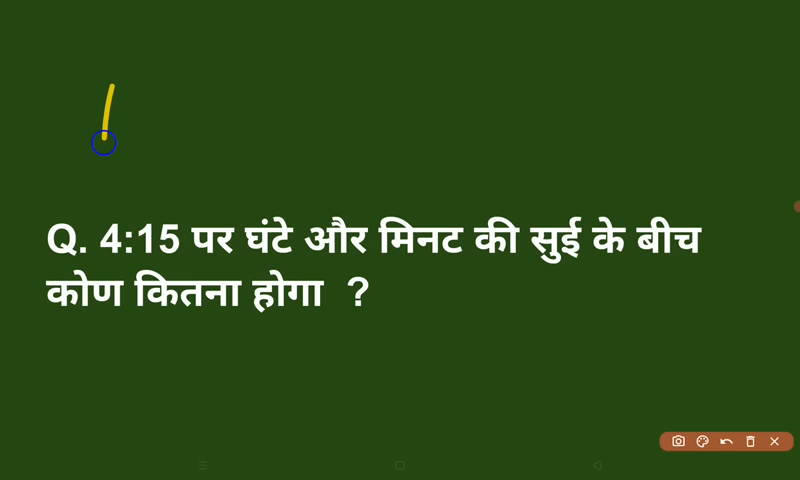 Q. 4:15 पर घंटे और मिनट की सुई के बीच
कोण कितना होगा ?